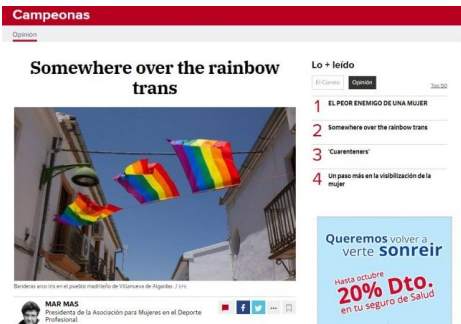 Campeonas
Opinión
Somewhere over the rainbow
trans
Banderas arco iris en el pueblo madrileño de Villanueva de Algaidas. / EFE
MAR MAS
Presidenta de la Asociación para Mujeres en el Deporte
Profesional.
Lo + leído
El Correo
Opinión
Top 50
1 EL PEOR ENEMIGO DE UNA MUJER
2 Somewhere over the rainbow trans
3 'Cuarenteners'
4 Un paso más en la visibilización de la
mujer
Queremos volver a
verte sonreir
Hasta octubre
20% Dto.
en tu seguro de Salud